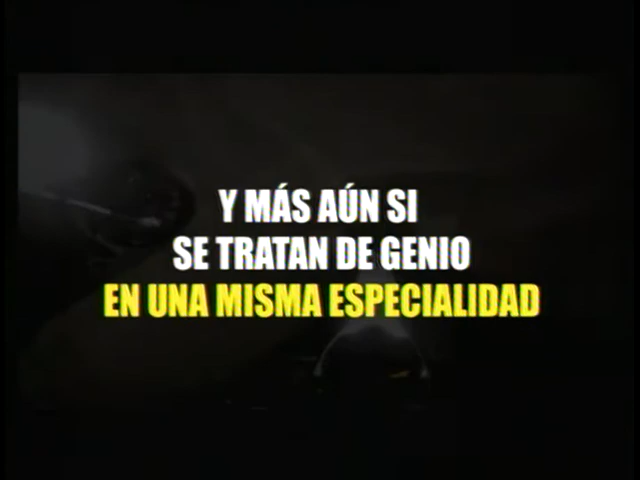 Y MÁS AÚN SI
SE TRATAN DE GENIO
EN UNA MISMA ESPECIALIDAD